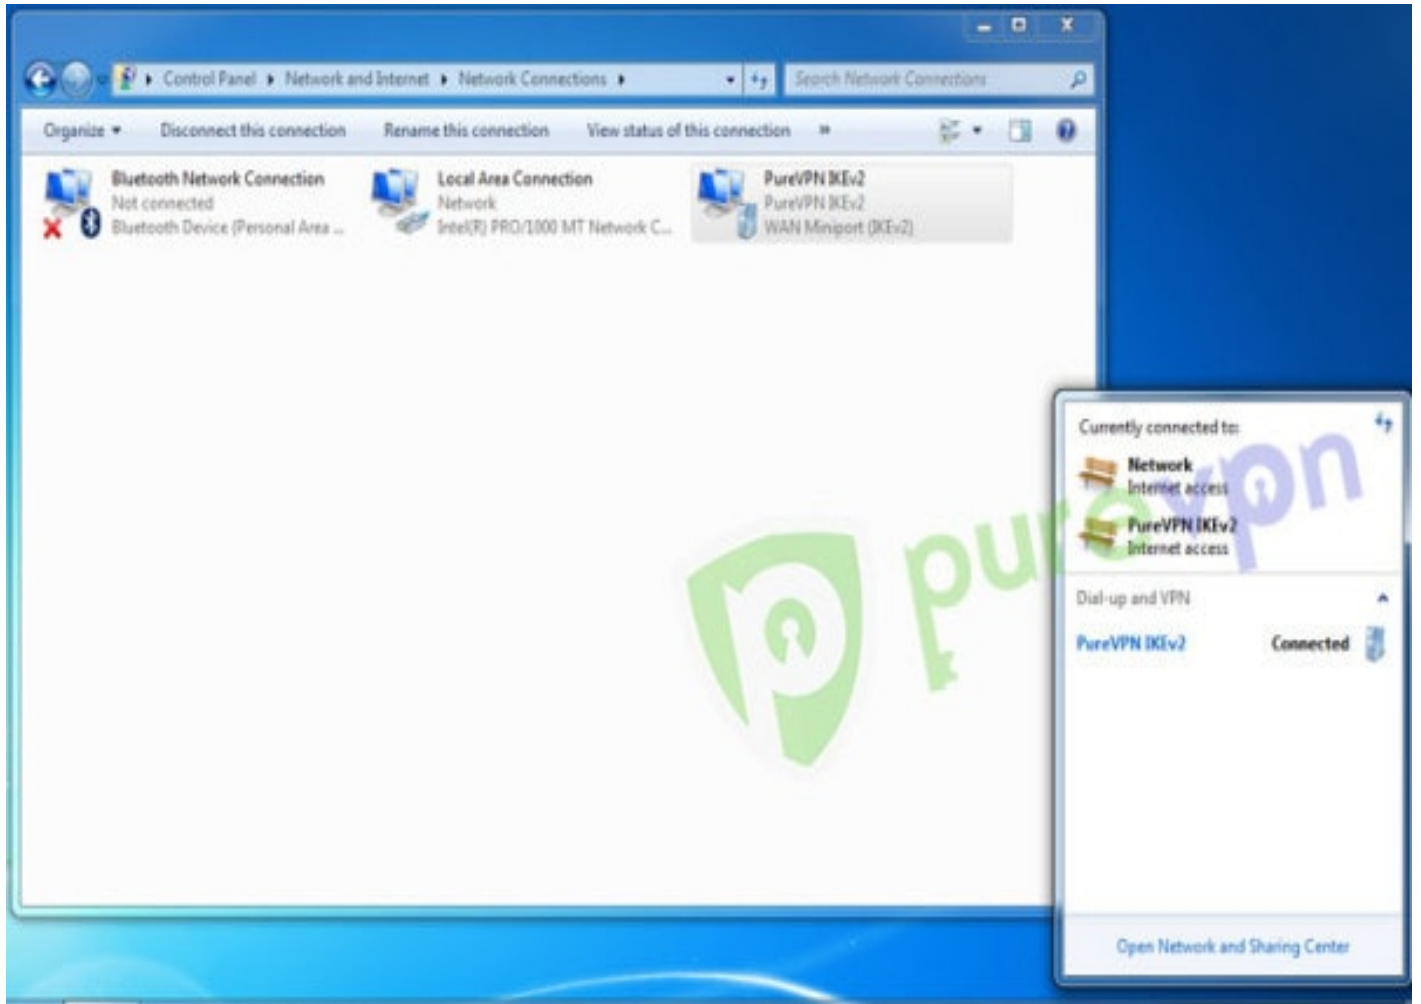 Control Panel Network and Internet Network Connections
Search Network Connections
Organize Disconnect this connection Rename this connection View status of this connection »
Bluetooth Network Connection
Not connected
Bluetooth Device (Personal Area ...
Local Area Connection
Network
Intel(R) PRO/1000 MT Network C...
PureVPN IKEv2
PureVPN IKEv2
WAN Miniport (IKEv2)
Currently connected to:
Network
Internet access
PureVPN IKEv2
Internet access
Dial-up and VPN
PureVPN IKEv2 Connected
Open Network and Sharing Center
purevpn